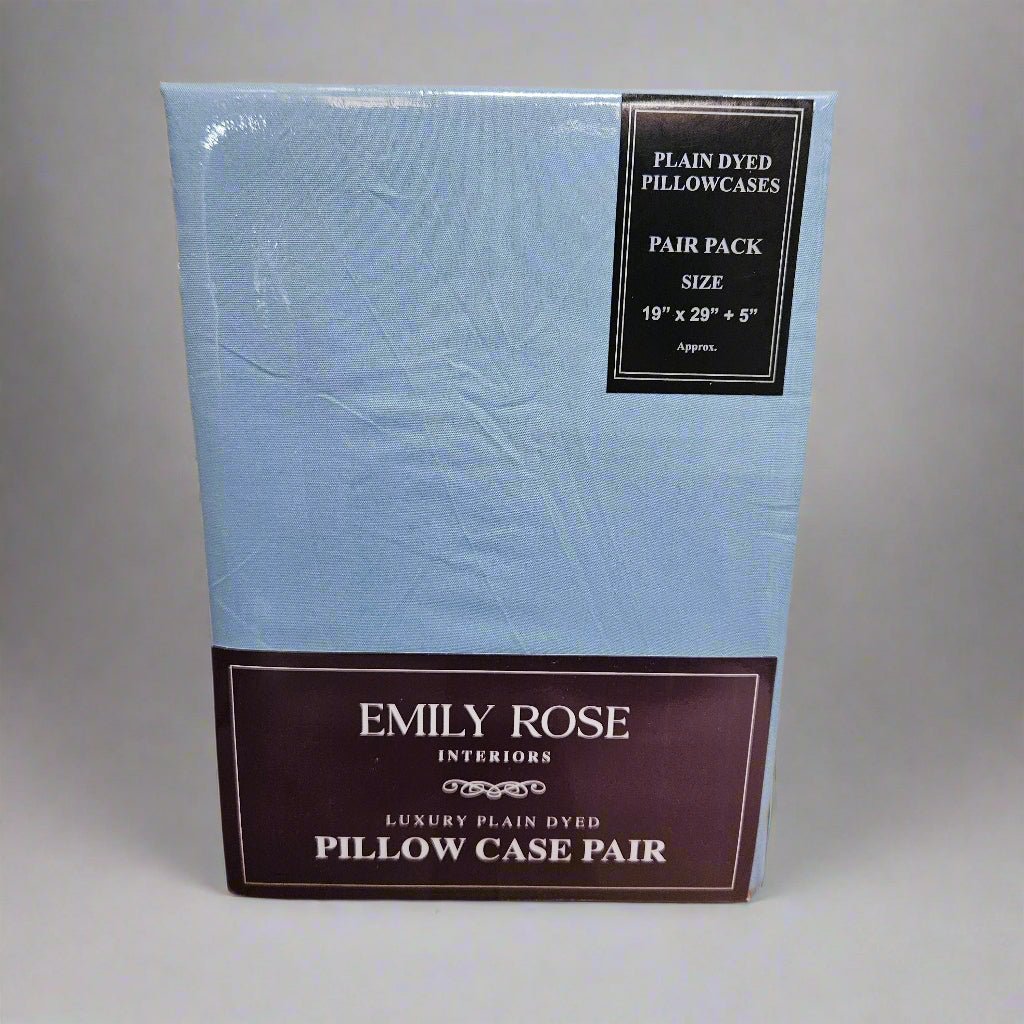 PLAIN DYED
PILLOWCASES
PAIR PACK
SIZE
19” x 29” + 5”
Approx.
EMILY ROSE
INTERIORS
LUXURY PLAIN DYED
PILLOW CASE PAIR